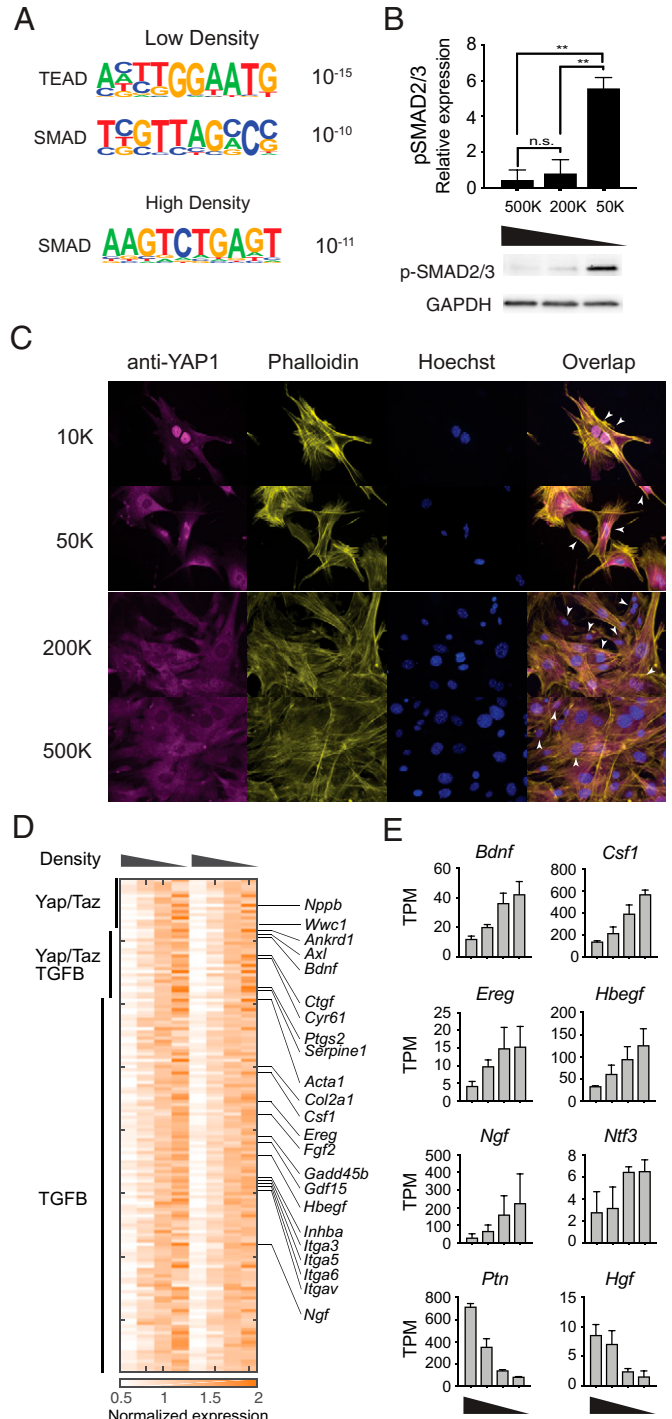 A
Low Density
TEAD ACTTGGAATG 10-15
SMAD TCGTTAGCCC 10-10
High Density
SMAD AAGTCTGAGT 10-11
B
pSMAD2/3
Relative expression
8
6
4
2
0
**
**
n.s.
500K 200K 50K
p-SMAD2/3
GAPDH
C
anti-YAP1 Phalloidin Hoechst Overlap
10K
50K
200K
500K
D
Density
Yap/Taz
Yap/Taz
TGFB
TGFB
Nppb
Wwc1
Ankrd1
Axl
Bdnf
Ctgf
Cyr61
Ptgs2
Serpine1
Acta1
Col2a1
Csf1
Ereg
Fgf2
Gadd45b
Gdf15
Hbegf
Inhba
Itga3
Itga5
Itga6
Itgav
Ngf
0.5 1 1.5 2
Normalized expression
E
Bdnf
TPM
60
40
20
0
Csf1
800
600
400
200
0
Ereg
TPM
25
20
15
10
5
0
Hbegf
200
150
100
50
0
Ngf
TPM
500
400
300
200
100
0
Ntf3
8
6
4
2
0
Ptn
TPM
800
600
400
200
0
Hgf
15
10
5
0